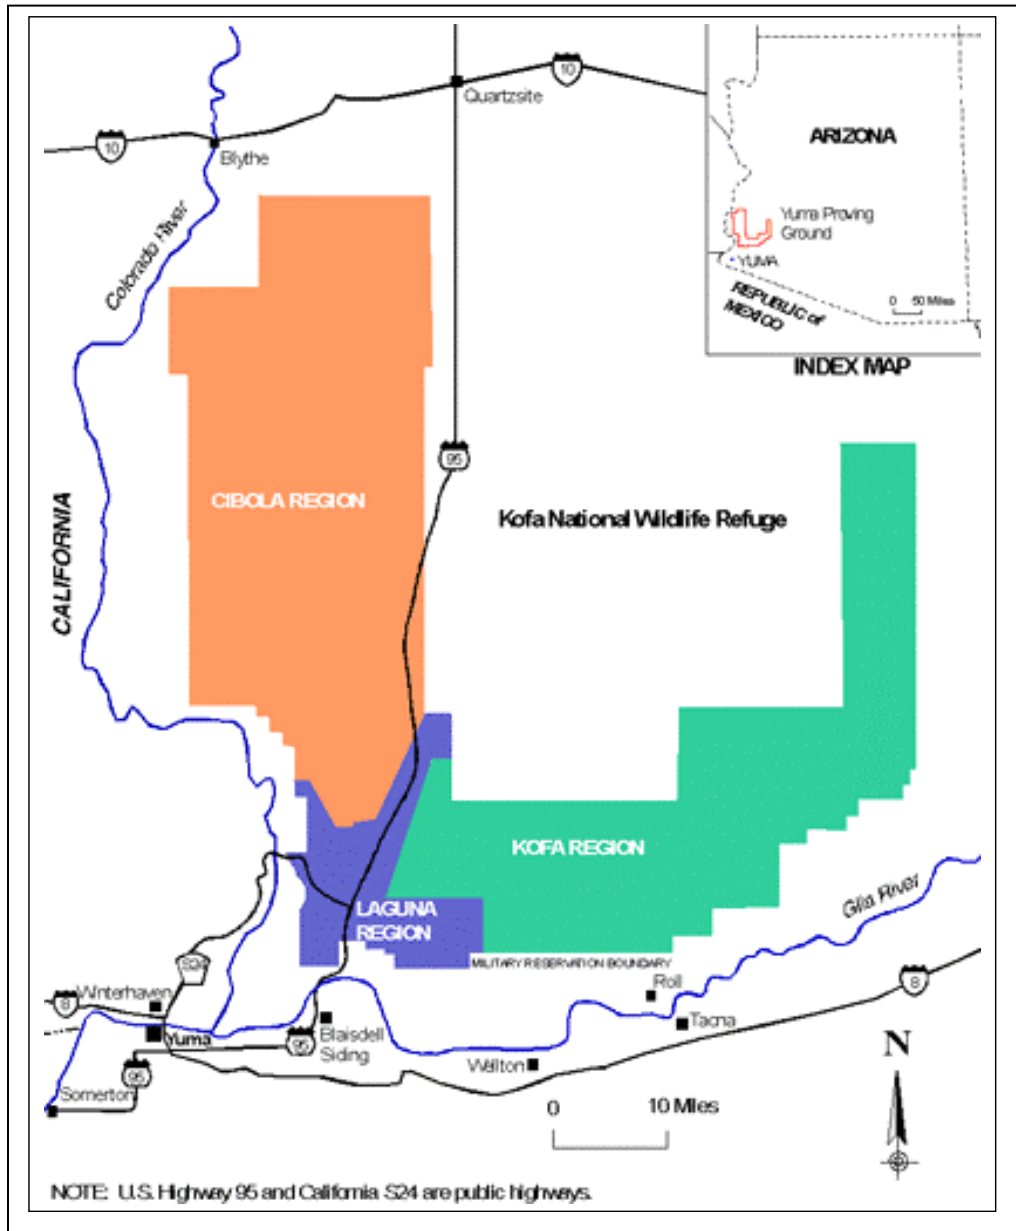 10
Quartzsite
10
Blythe
ARIZONA
Colorado River
Yuma Proving
Ground
YUMA
REPUBLIC of
MEXICO
0 50 Miles
INDEX MAP
95
CIBOLA REGION
Kofa National Wildlife Refuge
CALIFORNIA
KOFA REGION
Gila River
LAGUNA
REGION
MILITARY RESERVATION BOUNDARY
S24
Roll
8
Winterhaven
8
Tacna
Yuma
Blaisdell
Siding
95
N
Wellton
95
Somerton
0 10 Miles
NOTE: U.S. Highway 95 and California S24 are public highways.